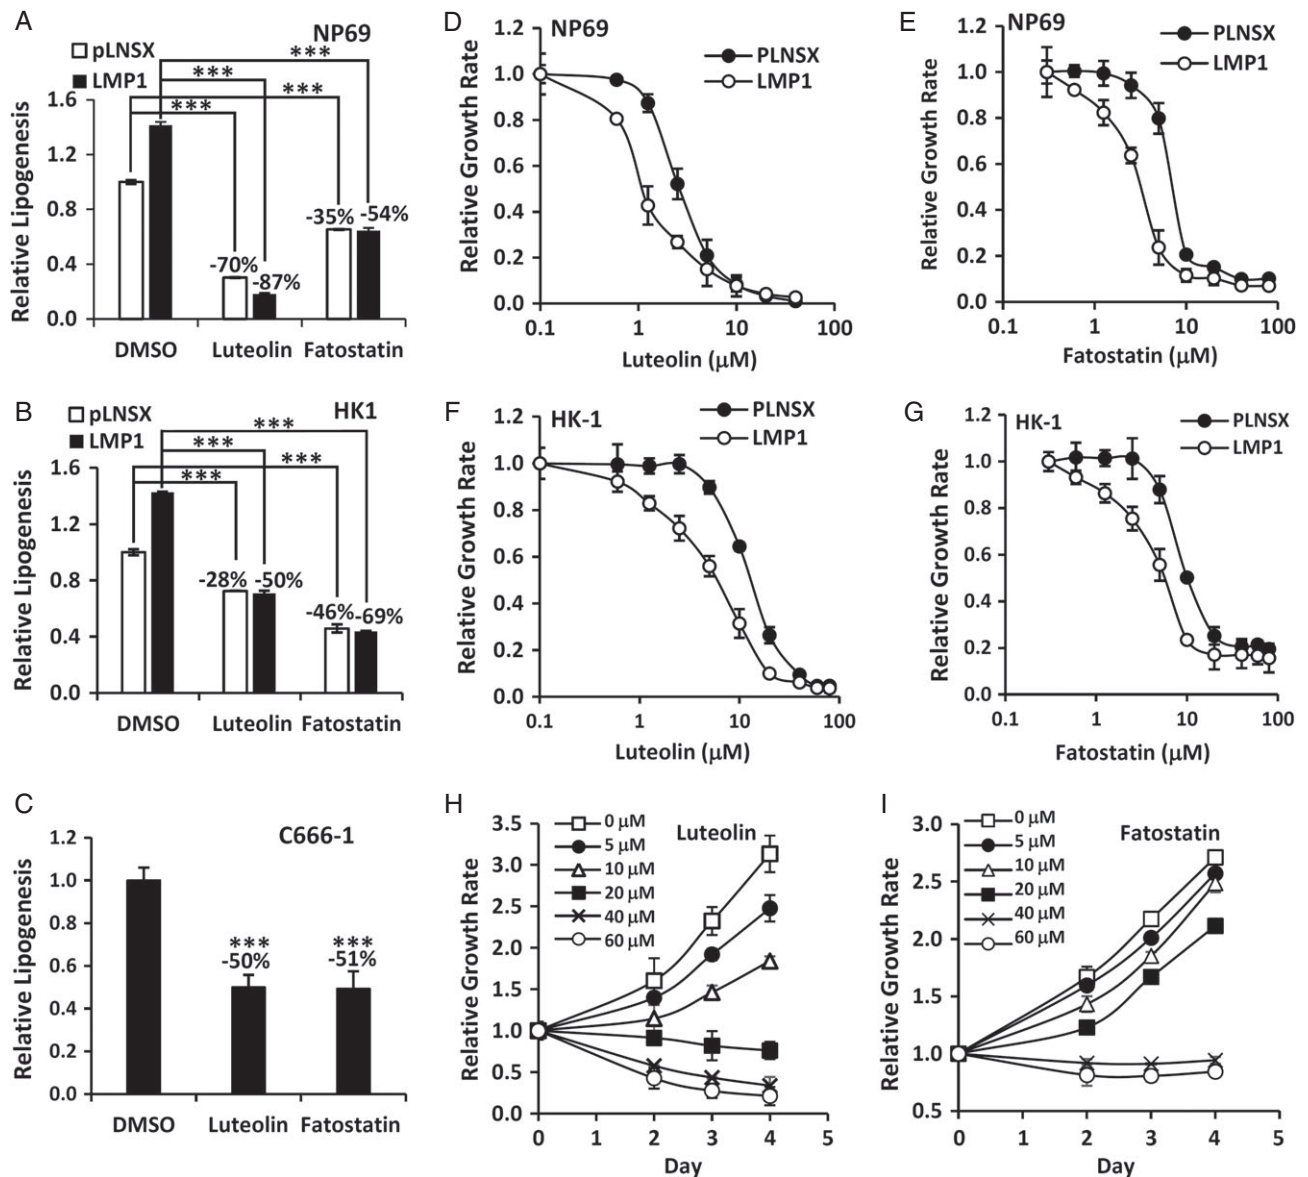 A
NP69
pLNSX
LMP1
***
***
***
***
Relative Lipogenesis
1.6
1.2
0.8
0.4
0.0
-70%
-87%
-35%
-54%
DMSO Luteolin Fatostatin
D
NP69
PLNSX
LMP1
Relative Growth Rate
1.2
1.0
0.8
0.6
0.4
0.2
0.0
0.1 1 10 100
Luteolin (μM)
E
NP69
PLNSX
LMP1
Relative Growth Rate
1.2
1.0
0.8
0.6
0.4
0.2
0.0
0.1 1 10 100
Fatostatin (μM)
B
HK1
pLNSX
LMP1
***
***
***
***
Relative Lipogenesis
1.6
1.2
0.8
0.4
0.0
-28%
-50%
-46%
-69%
DMSO Luteolin Fatostatin
F
HK-1
PLNSX
LMP1
Relative Growth Rate
1.2
1.0
0.8
0.6
0.4
0.2
0.0
0.1 1 10 100
Luteolin (μM)
G
HK-1
PLNSX
LMP1
Relative Growth Rate
1.2
1.0
0.8
0.6
0.4
0.2
0.0
0.1 1 10 100
Fatostatin (μM)
C
C666-1
Relative Lipogenesis
1.2
1.0
0.8
0.6
0.4
0.2
0.0
*** ***
-50% -51%
DMSO Luteolin Fatostatin
H
Luteolin
0 μM
5 μM
10 μM
20 μM
40 μM
60 μM
Relative Growth Rate
3.5
3.0
2.5
2.0
1.5
1.0
0.5
0.0
0 1 2 3 4 5
Day
I
Fatostatin
0 μM
5 μM
10 μM
20 μM
40 μM
60 μM
Relative Growth Rate
3.0
2.5
2.0
1.5
1.0
0.5
0 1 2 3 4 5
Day